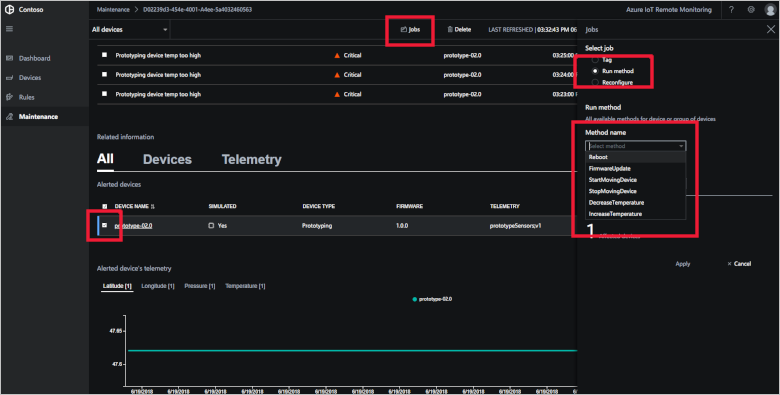 Contoso
Maintenance > D02239d3-454e-4001-A4ee-5a4032460563
Azure IoT Remote Monitoring
?
All devices
Jobs
Delete
LAST REFRESHED | 03:32:43 PM 06
Jobs
Dashboard
Devices
Rules
Maintenance
Prototyping device temp too high Critical prototype-02.0 03:25:00
Prototyping device temp too high Critical prototype-02.0 03:24:00
Prototyping device temp too high Critical prototype-02.0 03:23:00
Related information
All Devices Telemetry
Alerted devices
DEVICE NAME SIMULATED DEVICE TYPE FIRMWARE TELEMETRY
prototype-02.0 Yes Prototyping 1.0.0 prototypeSensors;v1
Alerted device's telemetry
Latitude [1] Longitude [1] Pressure [1] Temperature [1]
prototype-02.0
47.65
47.6
6/19/2018 6/19/2018 6/19/2018 6/19/2018 6/19/2018 6/19/2018 6/19/2018 6/19/2018 6/19/2018 6/19/2018
Select job
Tag
Run method
Reconfigure
Run method
All available methods for device or group of devices
Method name
Select method
Reboot
FirmwareUpdate
StartMovingDevice
StopMovingDevice
DecreaseTemperature
IncreaseTemperature
1 Affected devices
Apply × Cancel